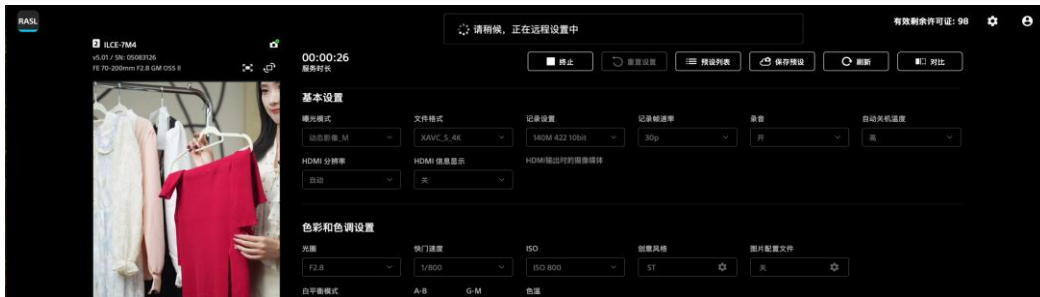 RASL
请稍候，正在远程设置中
有效剩余许可证: 98
2 ILCE-7M4
v5.01 / SN: 05083126
FE 70-200mm F2.8 GM OSS II
00:00:26
服务时长
终止
重置设置
预设列表
保存预设
刷新
对比
基本设置
曝光模式 文件格式 记录设置 记录帧速率 录音 自动关机温度
动态影像_M XAVC_S_4K 140M 422 10bit 30p 开 高
HDMI 分辨率 HDMI 信息显示 HDMI输出时的摄像媒体
自动 关
色彩和色调设置
光圈 快门速度 ISO 创意风格 图片配置文件
F2.8 1/800 ISO 800 ST 关
白平衡模式 A-B G-M 色温